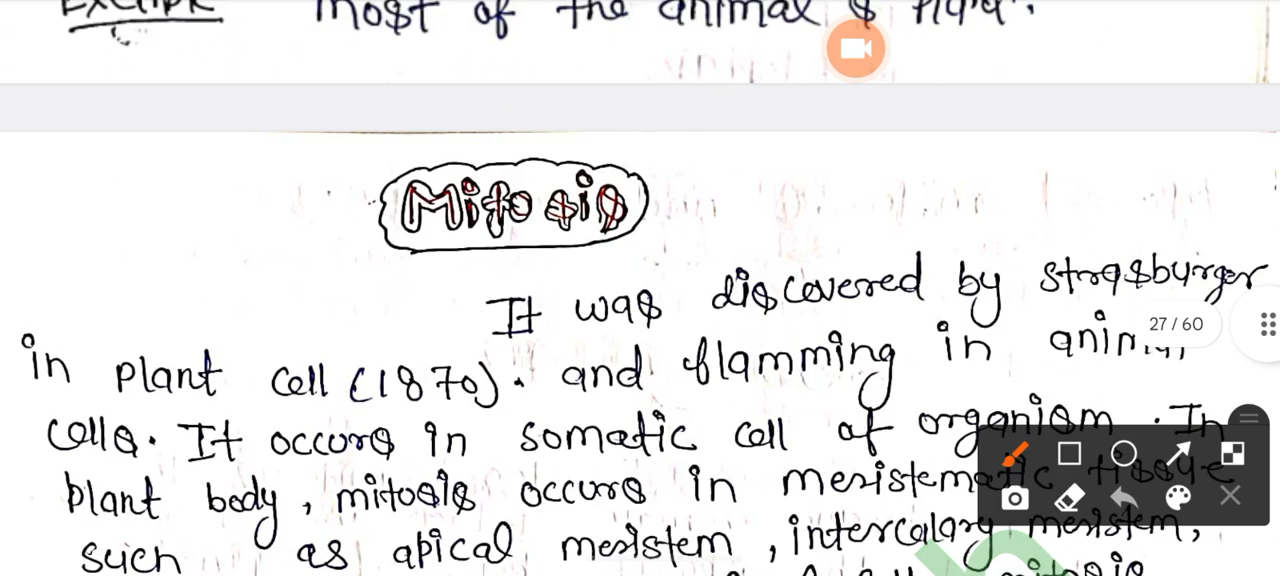 most of the animal &
Mitosis
It was discovered by strasburger
in plant cell (1870). and flamming in
27 / 60
cells. It occurs in somatic cell of organism. In
plant body, mitosis occurs in meristematic tissue
such as apical meristem, intercalary meristem,
mitosis